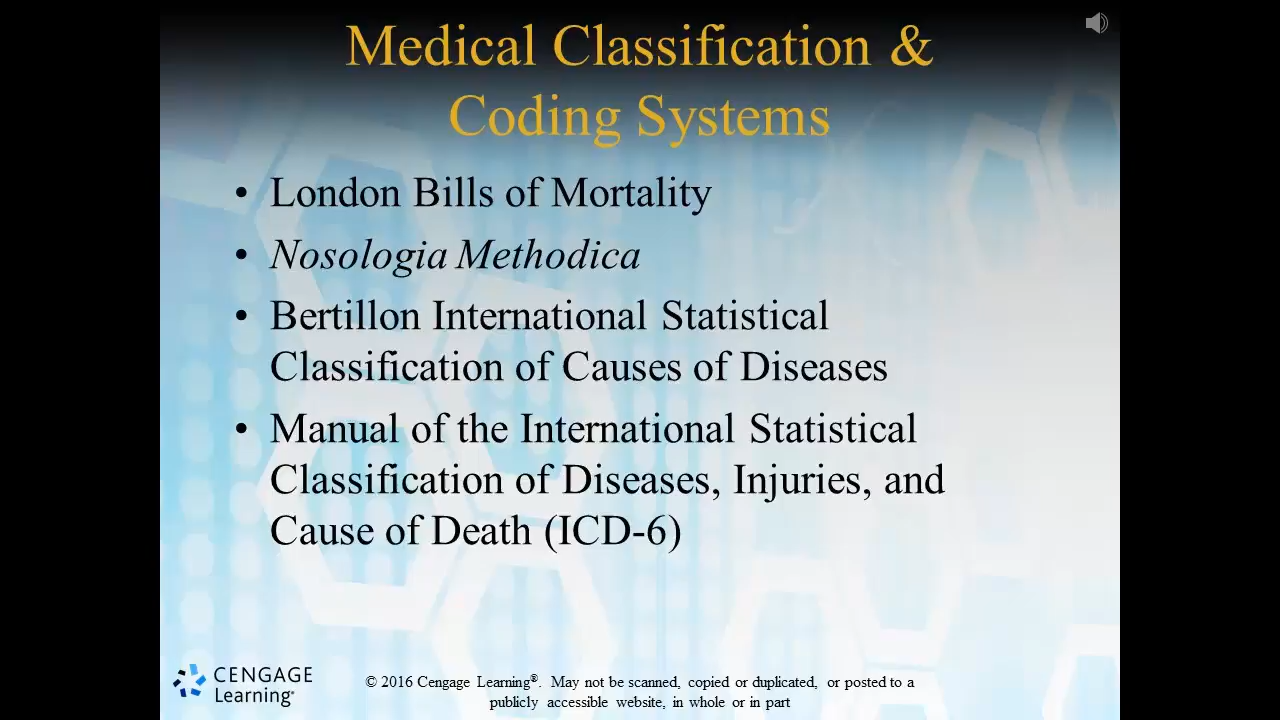 Medical Classification &
Coding Systems
• London Bills of Mortality
• Nosologia Methodica
• Bertillon International Statistical
Classification of Causes of Diseases
• Manual of the International Statistical
Classification of Diseases, Injuries, and
Cause of Death (ICD-6)
CENGAGE
Learning®
© 2016 Cengage Learning®. May not be scanned, copied or duplicated, or posted to a
publicly accessible website, in whole or in part